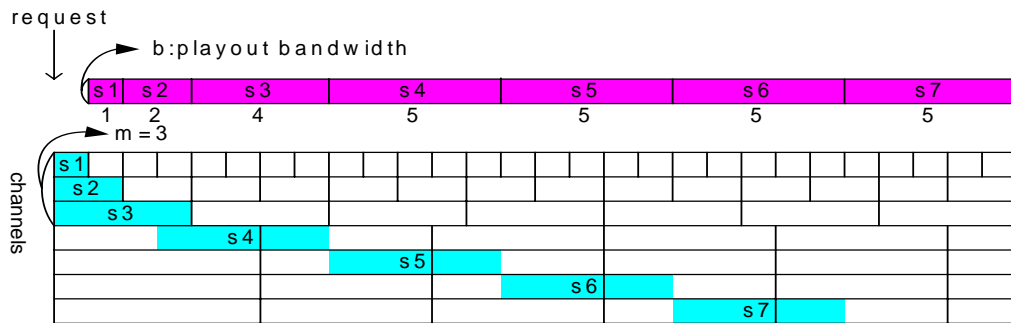 request
b:playout bandwidth
s1 s2 s3 s4 s5 s6 s7
1 2 4 5 5 5 5
m = 3
channels
s1
s2
s3
s4
s5
s6
s7